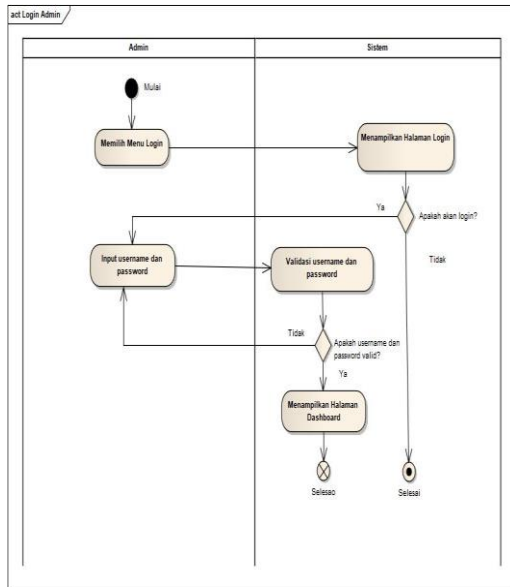 act Login Admin
Admin
Sistem
Mulai
Memilih Menu Login
Menampilkan Halaman Login
Ya
Apakah akan login?
Tidak
Input username dan
password
Validasi username dan
password
Tidak
Apakah username dan
password valid?
Ya
Menampilkan Halaman
Dashboard
Selesao
Selesai